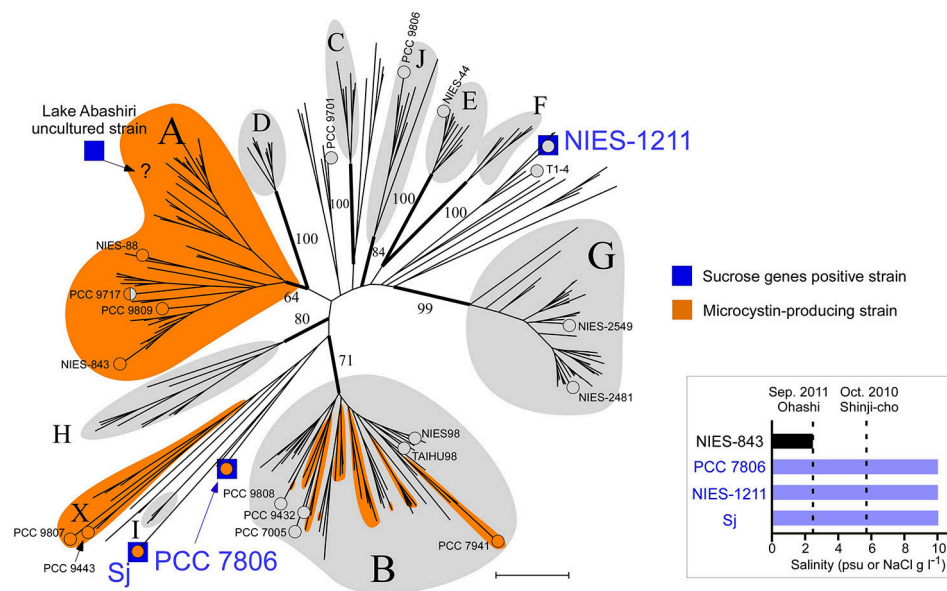 C
J
PCC 9806
NIES-44
E
F
D
PCC 9701
Lake Abashiri
uncultured strain
A
?
NIES-1211
T1-4
100
100
100
100
84
G
NIES-88
PCC 9717
PCC 9809
NIES-843
64
80
99
71
NIES-2549
NIES-2481
H
Sucrose genes positive strain
Microcystin-producing strain
NIES98
TAIHU98
PCC 9808
PCC 9432
PCC 7005
PCC 7941
B
X
PCC 9807
PCC 9443
I
Sj
PCC 7806
Sep. 2011
Ohashi
Oct. 2010
Shinji-cho
NIES-843
PCC 7806
NIES-1211
Sj
0 2 4 6 8 10
Salinity (psu or NaCl g l⁻¹)